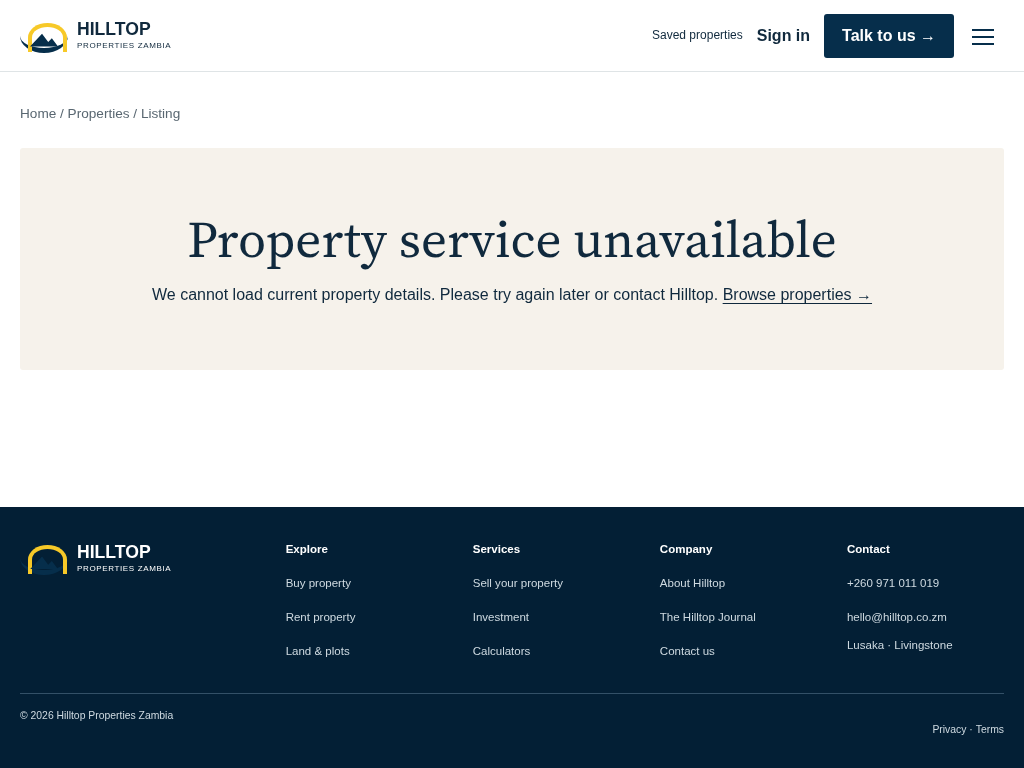 HILLTOP
PROPERTIES ZAMBIA
Saved properties
Sign in
Talk to us →
Home / Properties / Listing
Property service unavailable
We cannot load current property details. Please try again later or contact Hilltop. Browse properties →
HILLTOP
PROPERTIES ZAMBIA
Explore
Buy property
Rent property
Land & plots
Services
Sell your property
Investment
Calculators
Company
About Hilltop
The Hilltop Journal
Contact us
Contact
+260 971 011 019
hello@hilltop.co.zm
Lusaka · Livingstone
© 2026 Hilltop Properties Zambia
Privacy · Terms